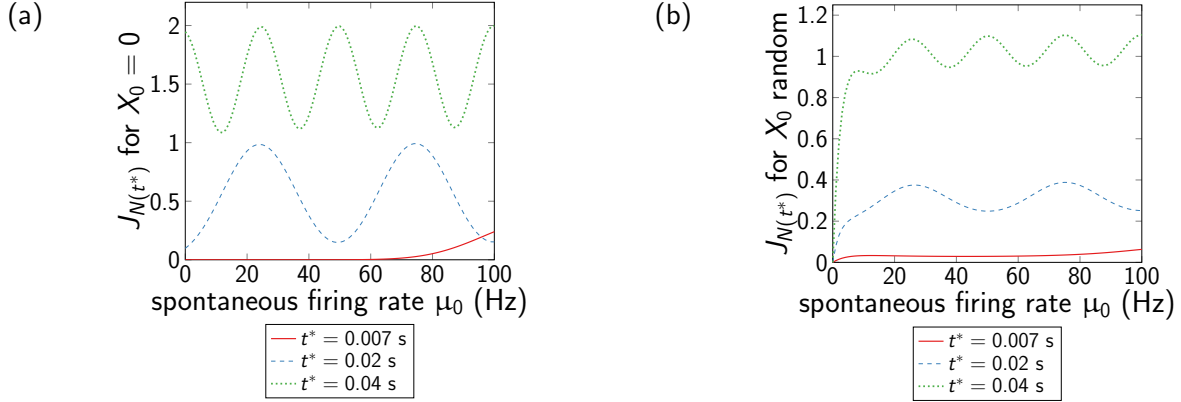 (a)
J_{N(t*)} for X_0 = 0
2
1.5
1
0.5
0
0 20 40 60 80 100
spontaneous firing rate μ_0 (Hz)
t* = 0.007 s
t* = 0.02 s
t* = 0.04 s
(b)
J_{N(t*)} for X_0 random
1.2
1
0.8
0.6
0.4
0.2
0
0 20 40 60 80 100
spontaneous firing rate μ_0 (Hz)
t* = 0.007 s
t* = 0.02 s
t* = 0.04 s